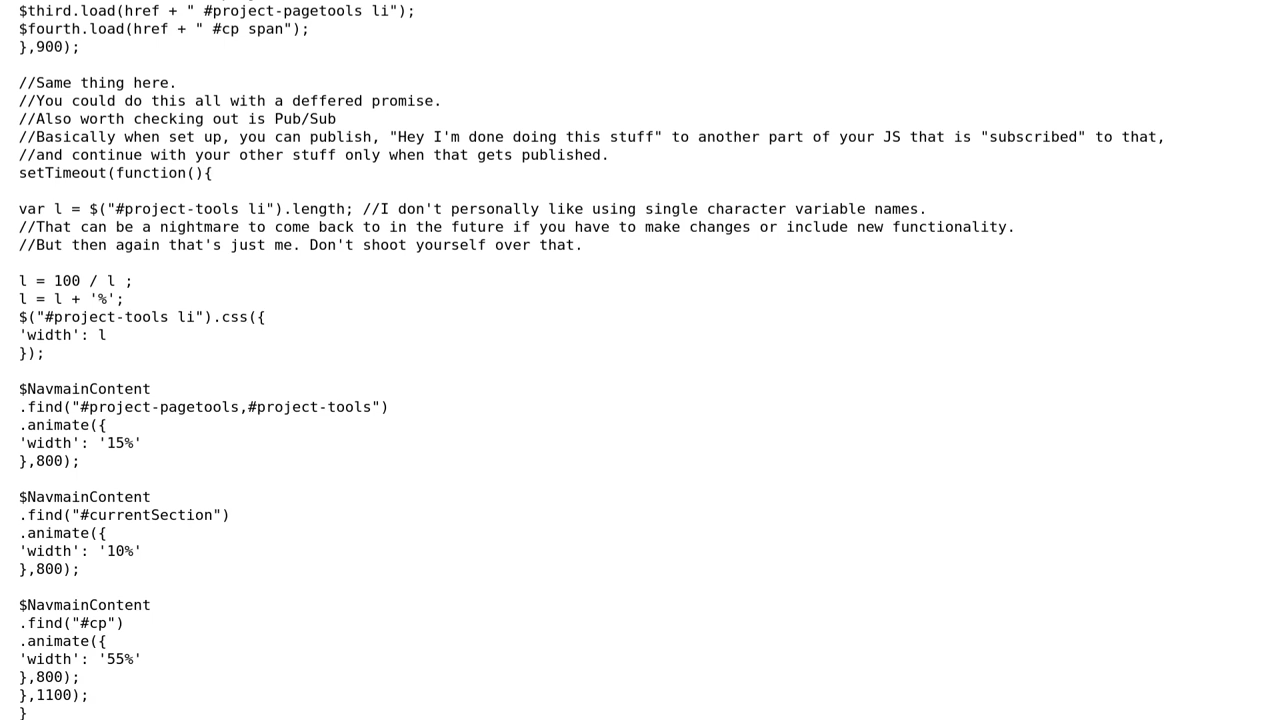 $third.load(href + " #project-pagetools li");
$fourth.load(href + " #cp span");
},900);

//Same thing here.
//You could do this all with a deffered promise.
//Also worth checking out is Pub/Sub
//Basically when set up, you can publish, "Hey I'm done doing this stuff" to another part of your JS that is "subscribed" to that,
//and continue with your other stuff only when that gets published.
setTimeout(function(){

var l = $("#project-tools li").length; //I don't personally like using single character variable names.
//That can be a nightmare to come back to in the future if you have to make changes or include new functionality.
//But then again that's just me. Don't shoot yourself over that.

l = 100 / l ;
l = l + '%';
$("#project-tools li").css({
'width': l
});

$NavmainContent
.find("#project-pagetools,#project-tools")
.animate({
'width': '15%'
},800);

$NavmainContent
.find("#currentSection")
.animate({
'width': '10%'
},800);

$NavmainContent
.find("#cp")
.animate({
'width': '55%'
},800);
},1100);
}